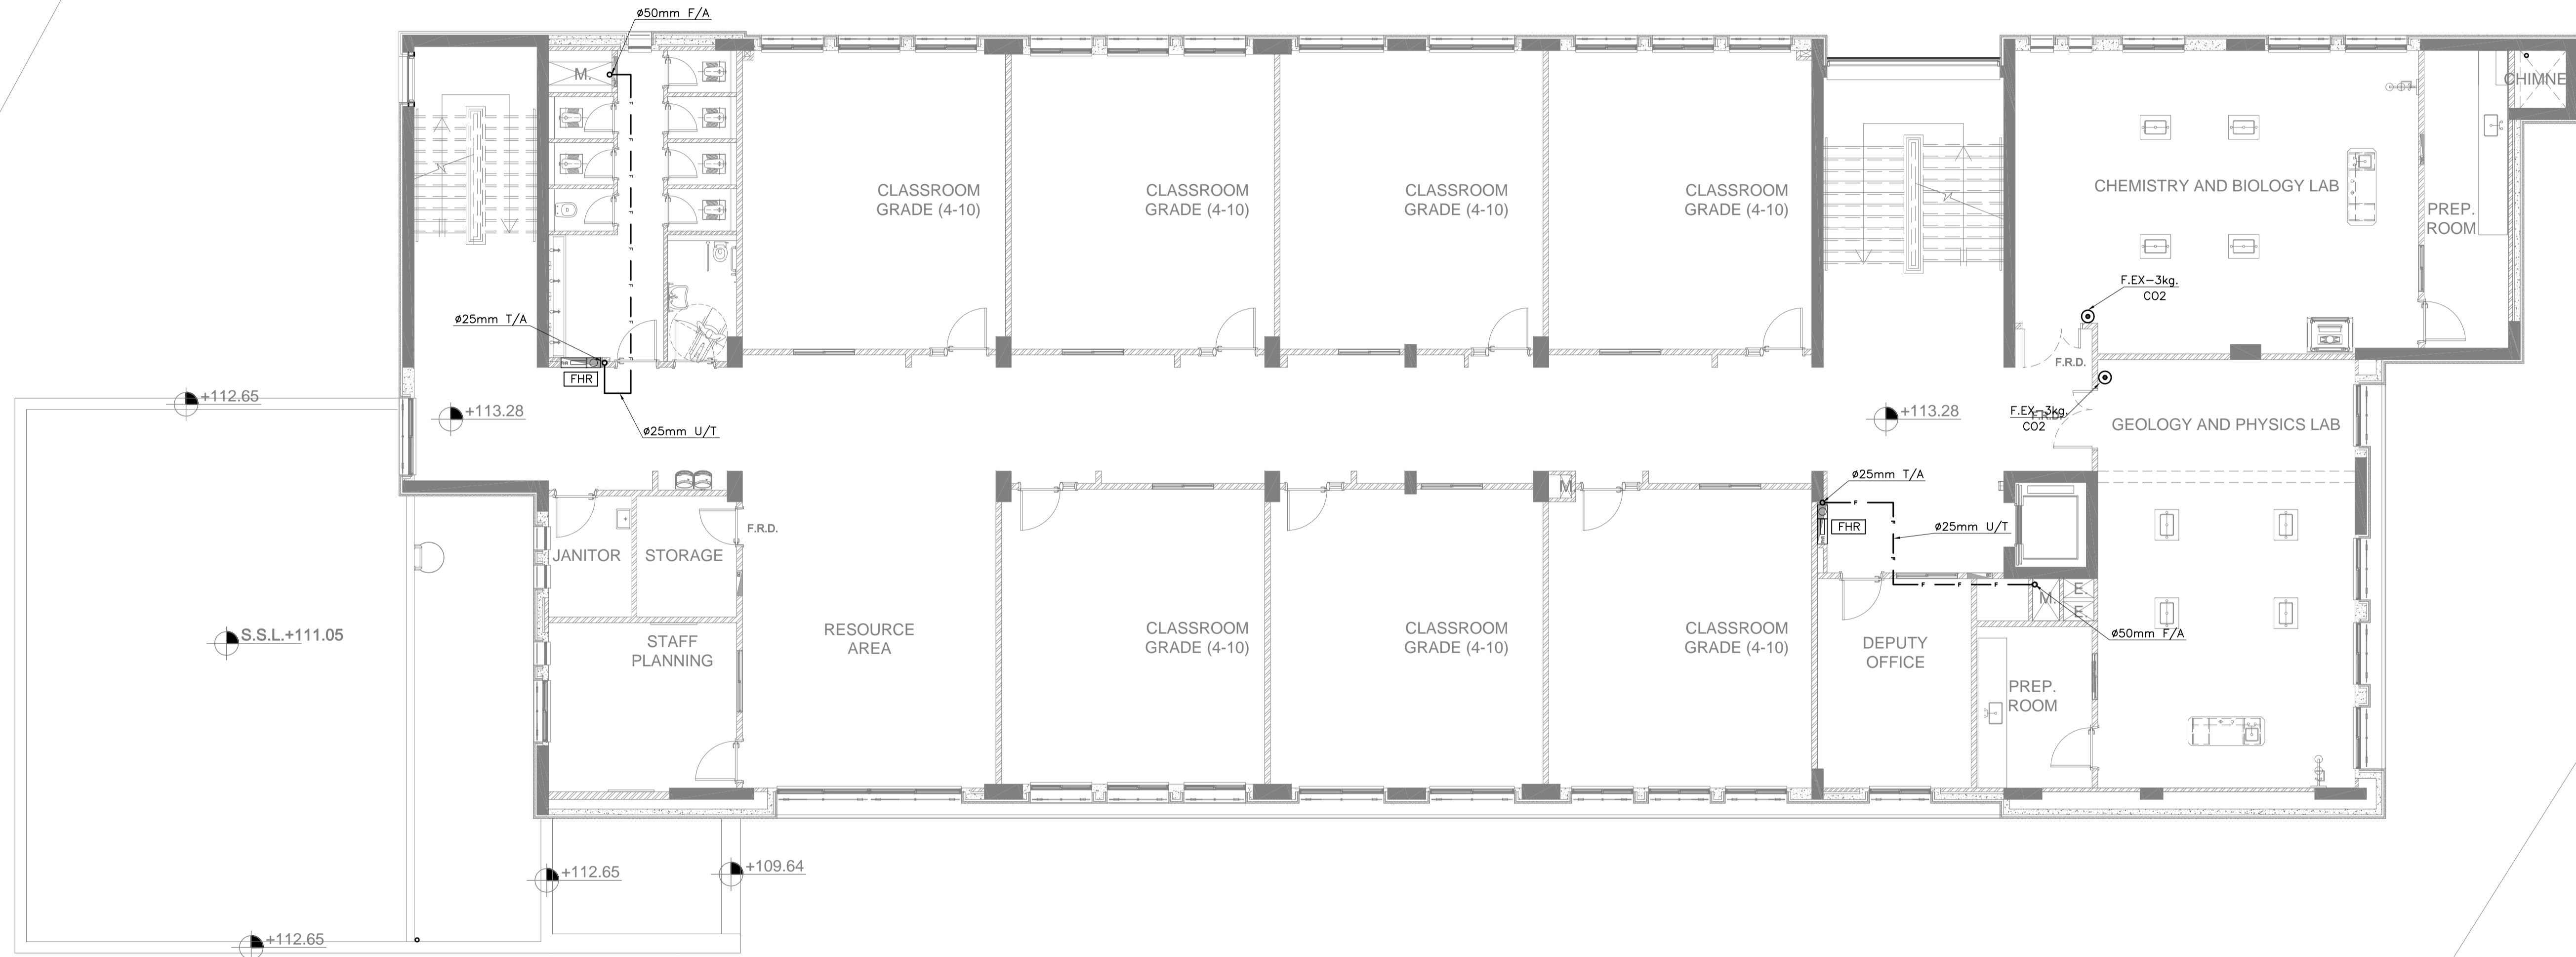 ø50mm F/A
M.
CHIMNE
CLASSROOM
GRADE (4-10)
CLASSROOM
GRADE (4-10)
CLASSROOM
GRADE (4-10)
CLASSROOM
GRADE (4-10)
CHEMISTRY AND BIOLOGY LAB
PREP.
ROOM
F.EX-3kg.
CO2
ø25mm T/A
FHR
F.R.D.
+112.65
+113.28
+113.28
F.EX-3kg.
F.R.D.
CO2
GEOLOGY AND PHYSICS LAB
ø25mm U/T
M.
ø25mm T/A
FHR
ø25mm U/T
F.R.D.
JANITOR
STORAGE
F
F
F
F
M.
E.
E.
S.S.L.+111.05
STAFF
PLANNING
RESOURCE
AREA
CLASSROOM
GRADE (4-10)
CLASSROOM
GRADE (4-10)
CLASSROOM
GRADE (4-10)
DEPUTY
OFFICE
ø50mm F/A
PREP.
ROOM
+112.65
+109.64
+112.65